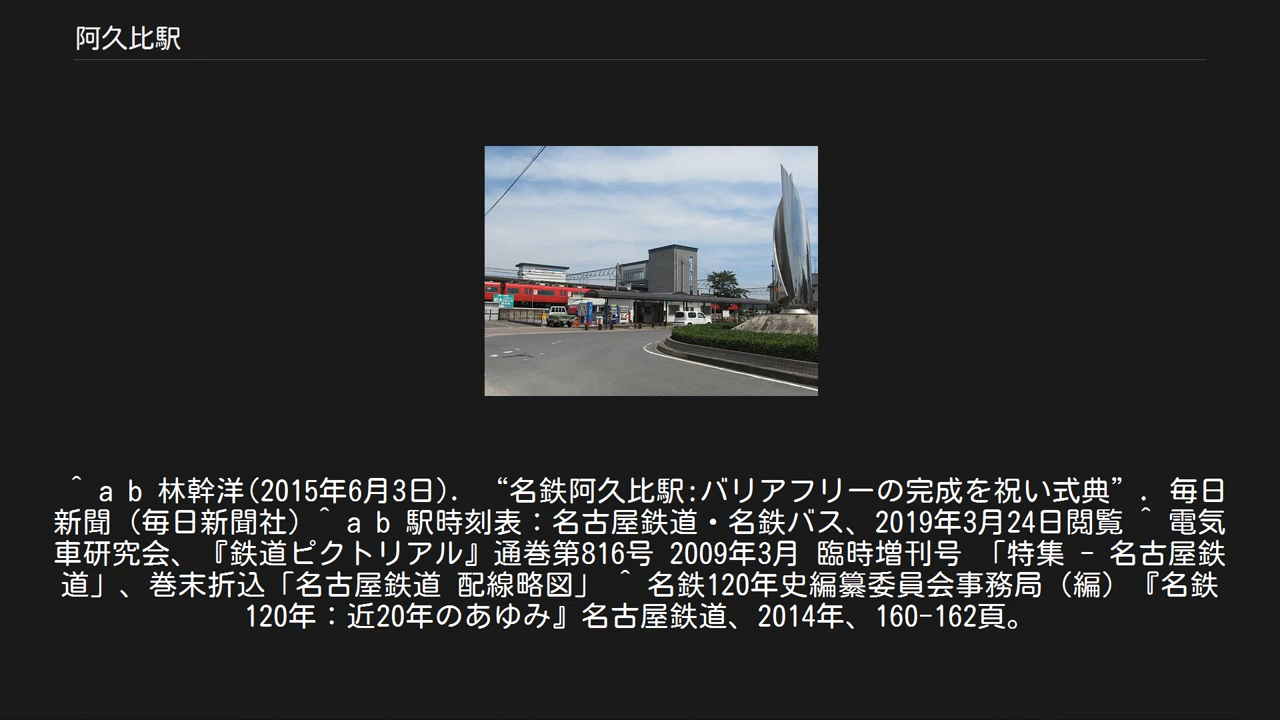 阿久比駅
^ a b 林幹洋(2015年6月3日). “名鉄阿久比駅:バリアフリーの完成を祝い式典”. 毎日
新聞 (毎日新聞社) ^ a b 駅時刻表：名古屋鉄道・名鉄バス、2019年3月24日閲覧 ^ 電気
車研究会、『鉄道ピクトリアル』通巻第816号 2009年3月 臨時増刊号 「特集 - 名古屋鉄
道」、巻末折込「名古屋鉄道 配線略図」 ^ 名鉄120年史編纂委員会事務局（編）『名鉄
120年：近20年のあゆみ』名古屋鉄道、2014年、160-162頁。